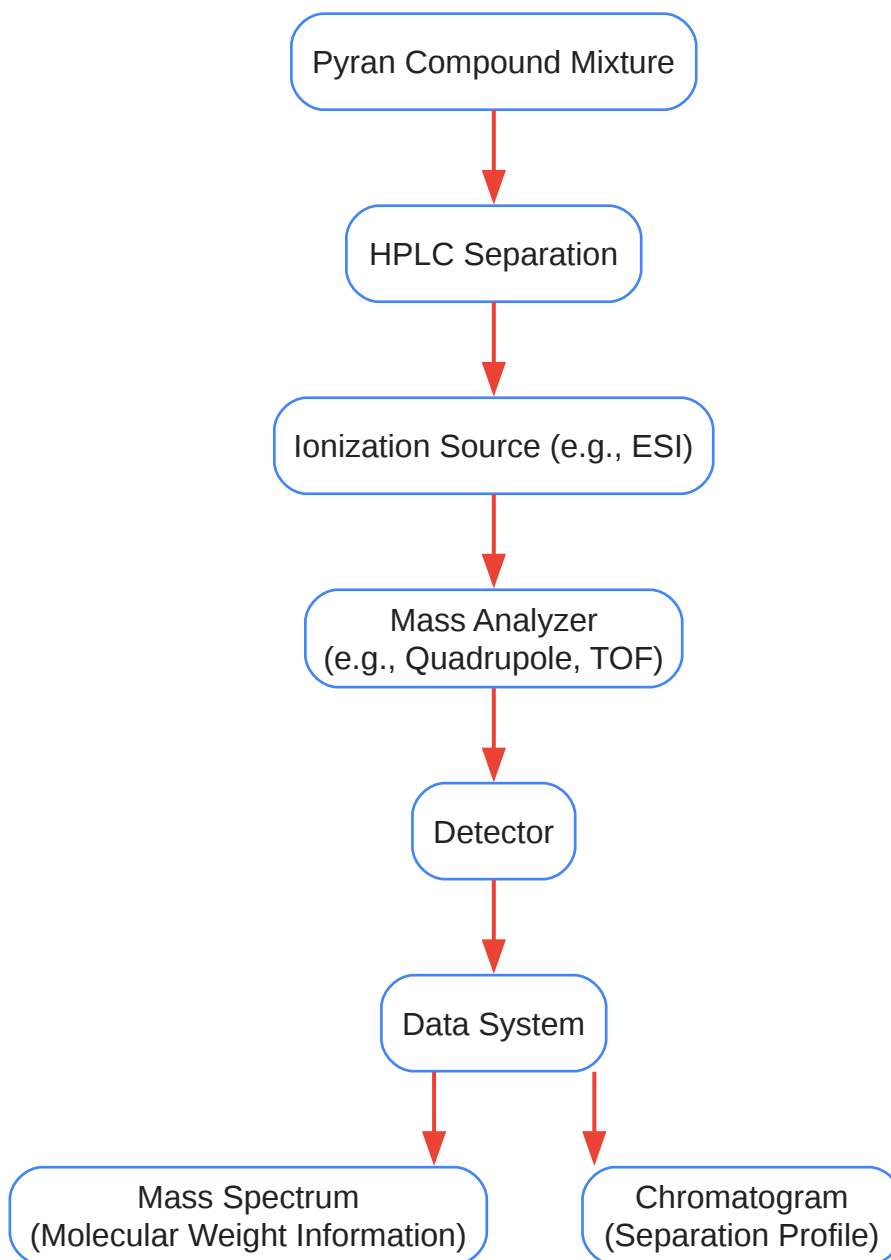 Pyran Compound Mixture
HPLC Separation
Ionization Source (e.g., ESI)
Mass Analyzer
(e.g., Quadrupole, TOF)
Detector
Data System
Mass Spectrum
(Molecular Weight Information)
Chromatogram
(Separation Profile)